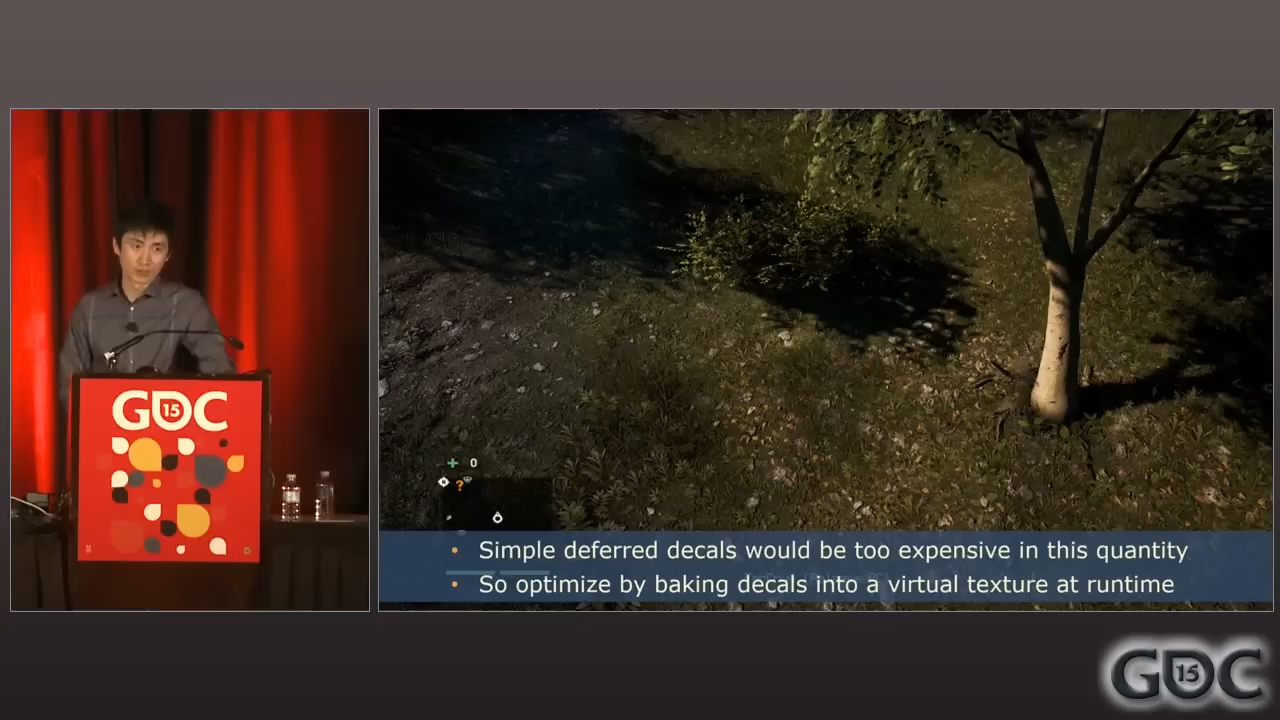 GDC
15
0
?
• Simple deferred decals would be too expensive in this quantity
• So optimize by baking decals into a virtual texture at runtime
GDC
15